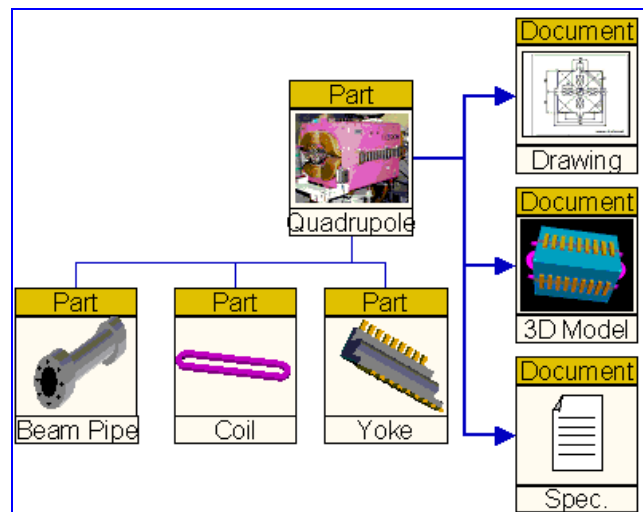 Document
Drawing
Part
Quadrupole
Document
3D Model
Part
Beam Pipe
Part
Coil
Part
Yoke
Document
Spec.